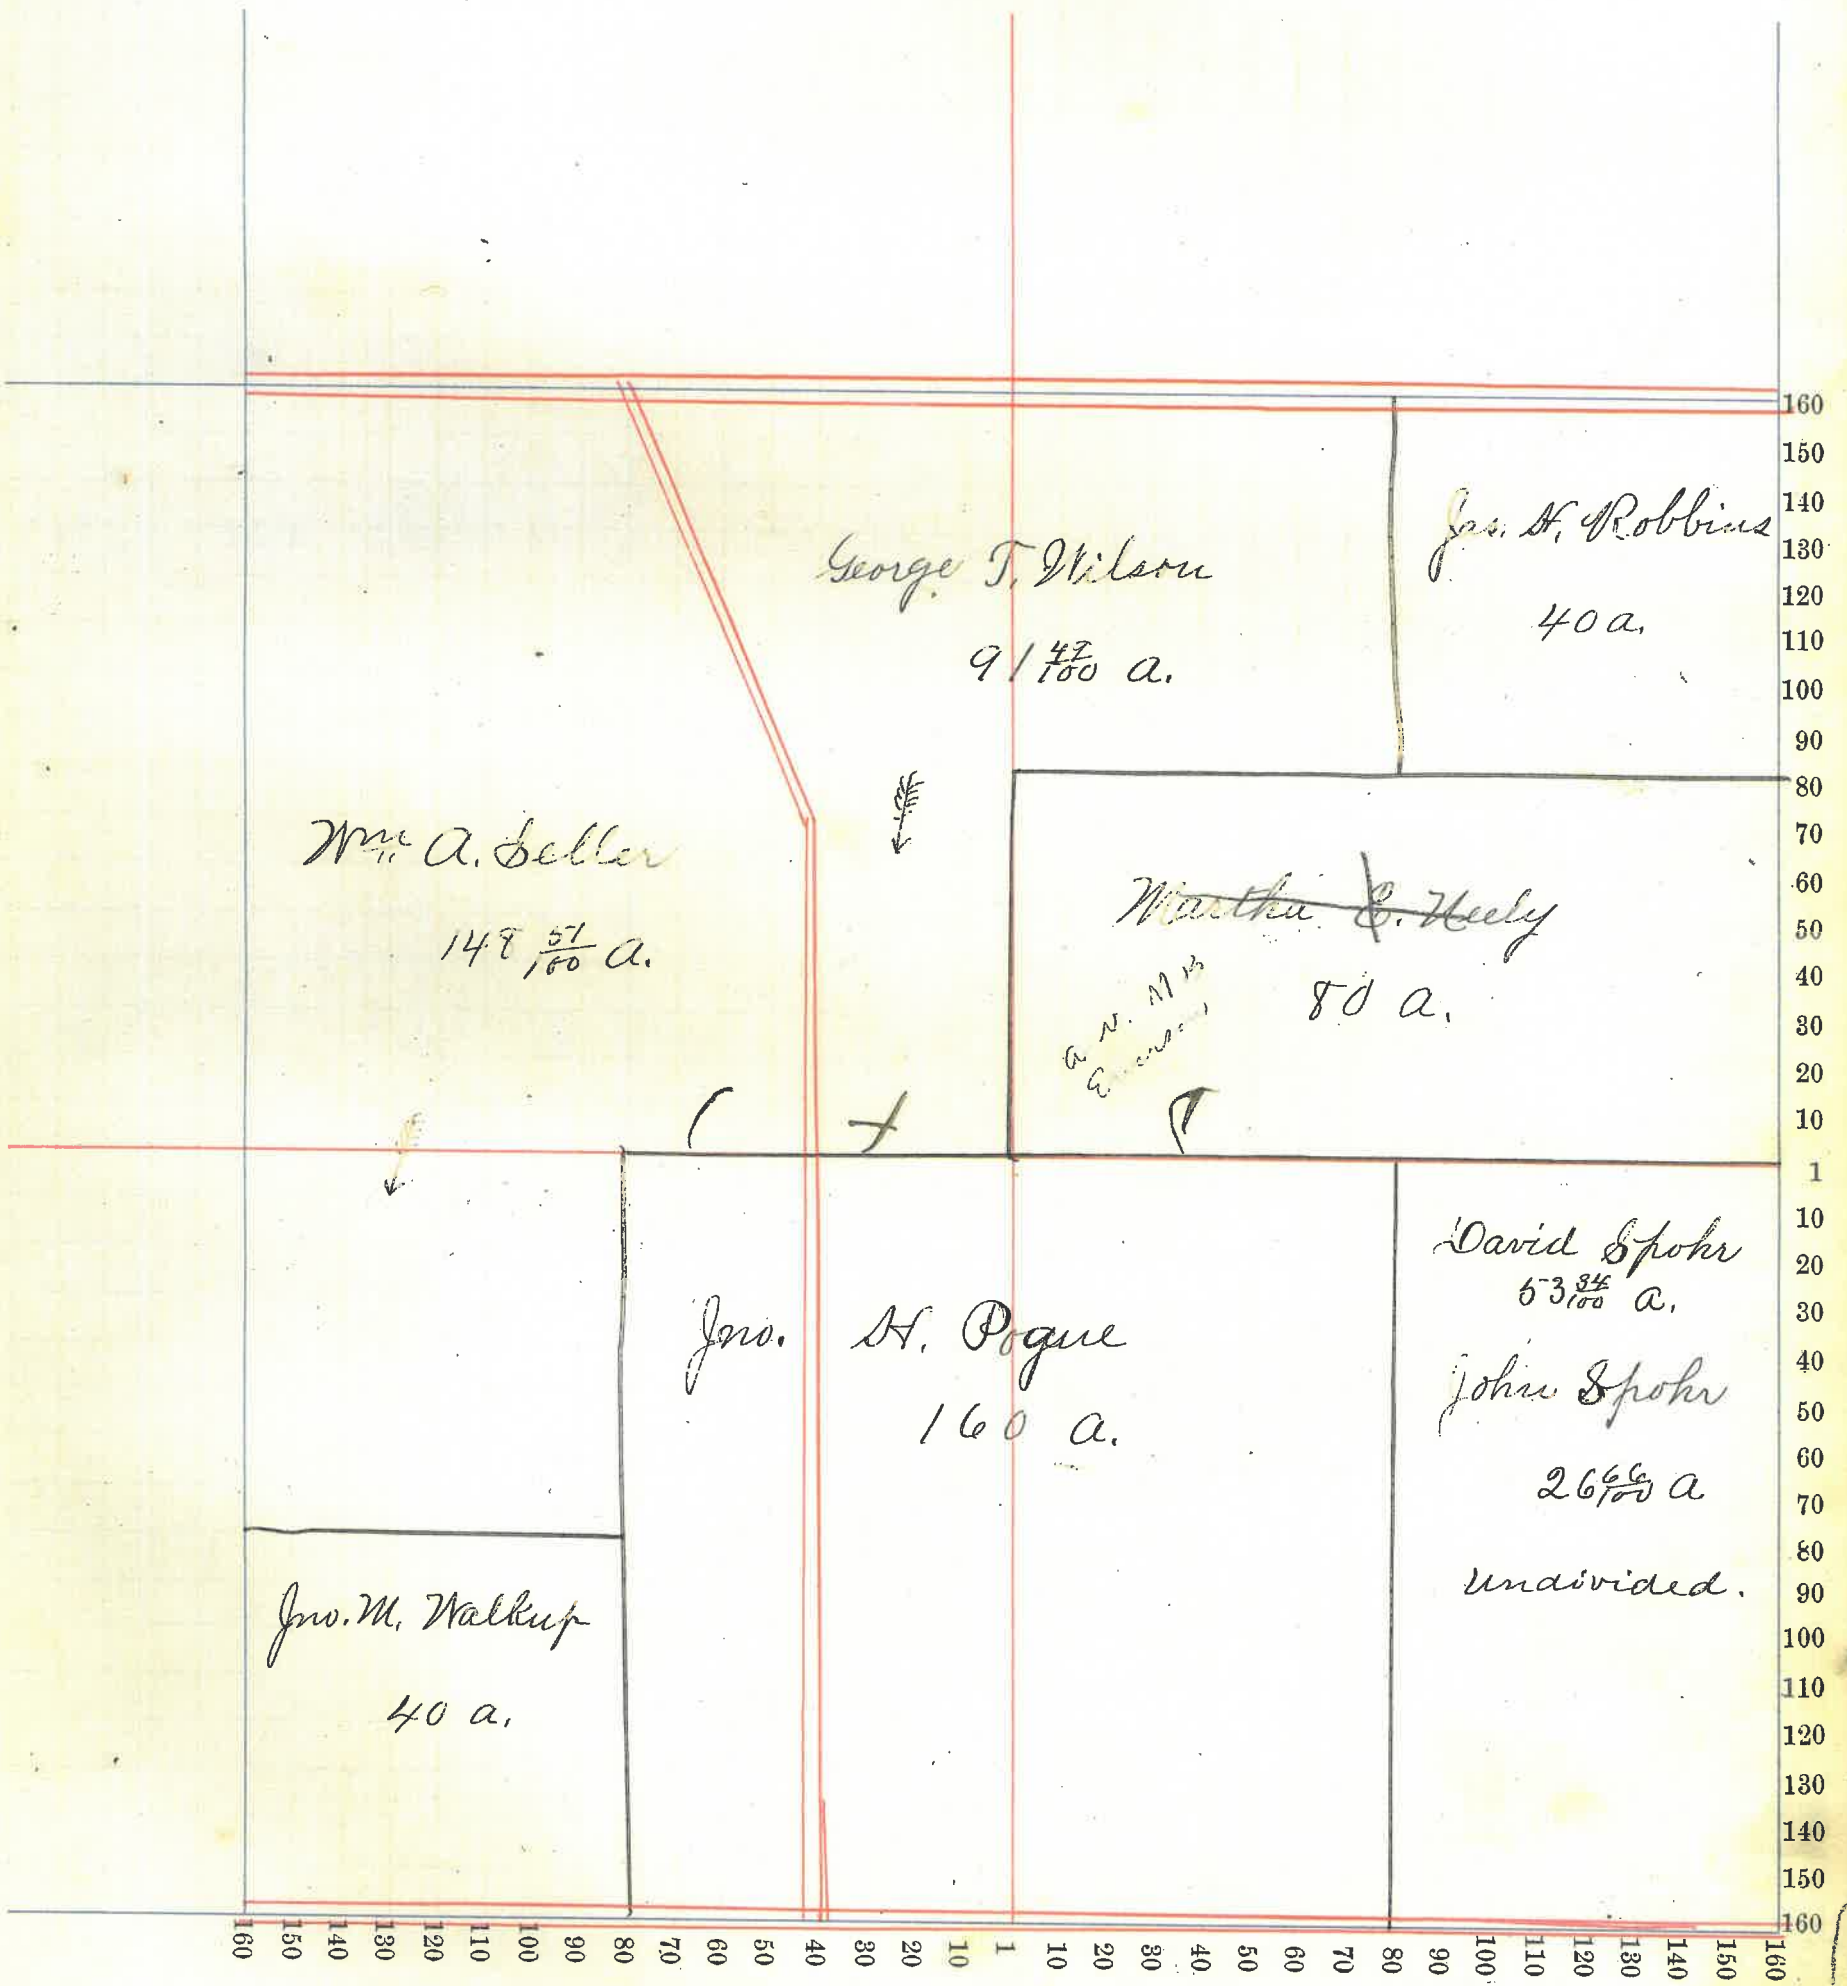 George T. Wilson
91 49/100 a.
Jas. H. Robbins
40 a.
Wm. A. Seller
148 51/100 a.
Martha E. Neely
80 a.
Jno. H. Pogue
160 a.
David Spohr
53 34/100 a.
John Spohr
26 66/100 a
Undivided.
Jno. M. Walkup
40 a.
160
150
140
130
120
110
100
90
80
70
60
50
40
30
20
10
1
10
20
30
40
50
60
70
80
90
100
110
120
130
140
150
160
160 150 140 130 120 110 100 90 80 70 60 50 40 30 20 10 1 10 20 30 40 50 60 70 80 90 100 110 120 130 140 150 160